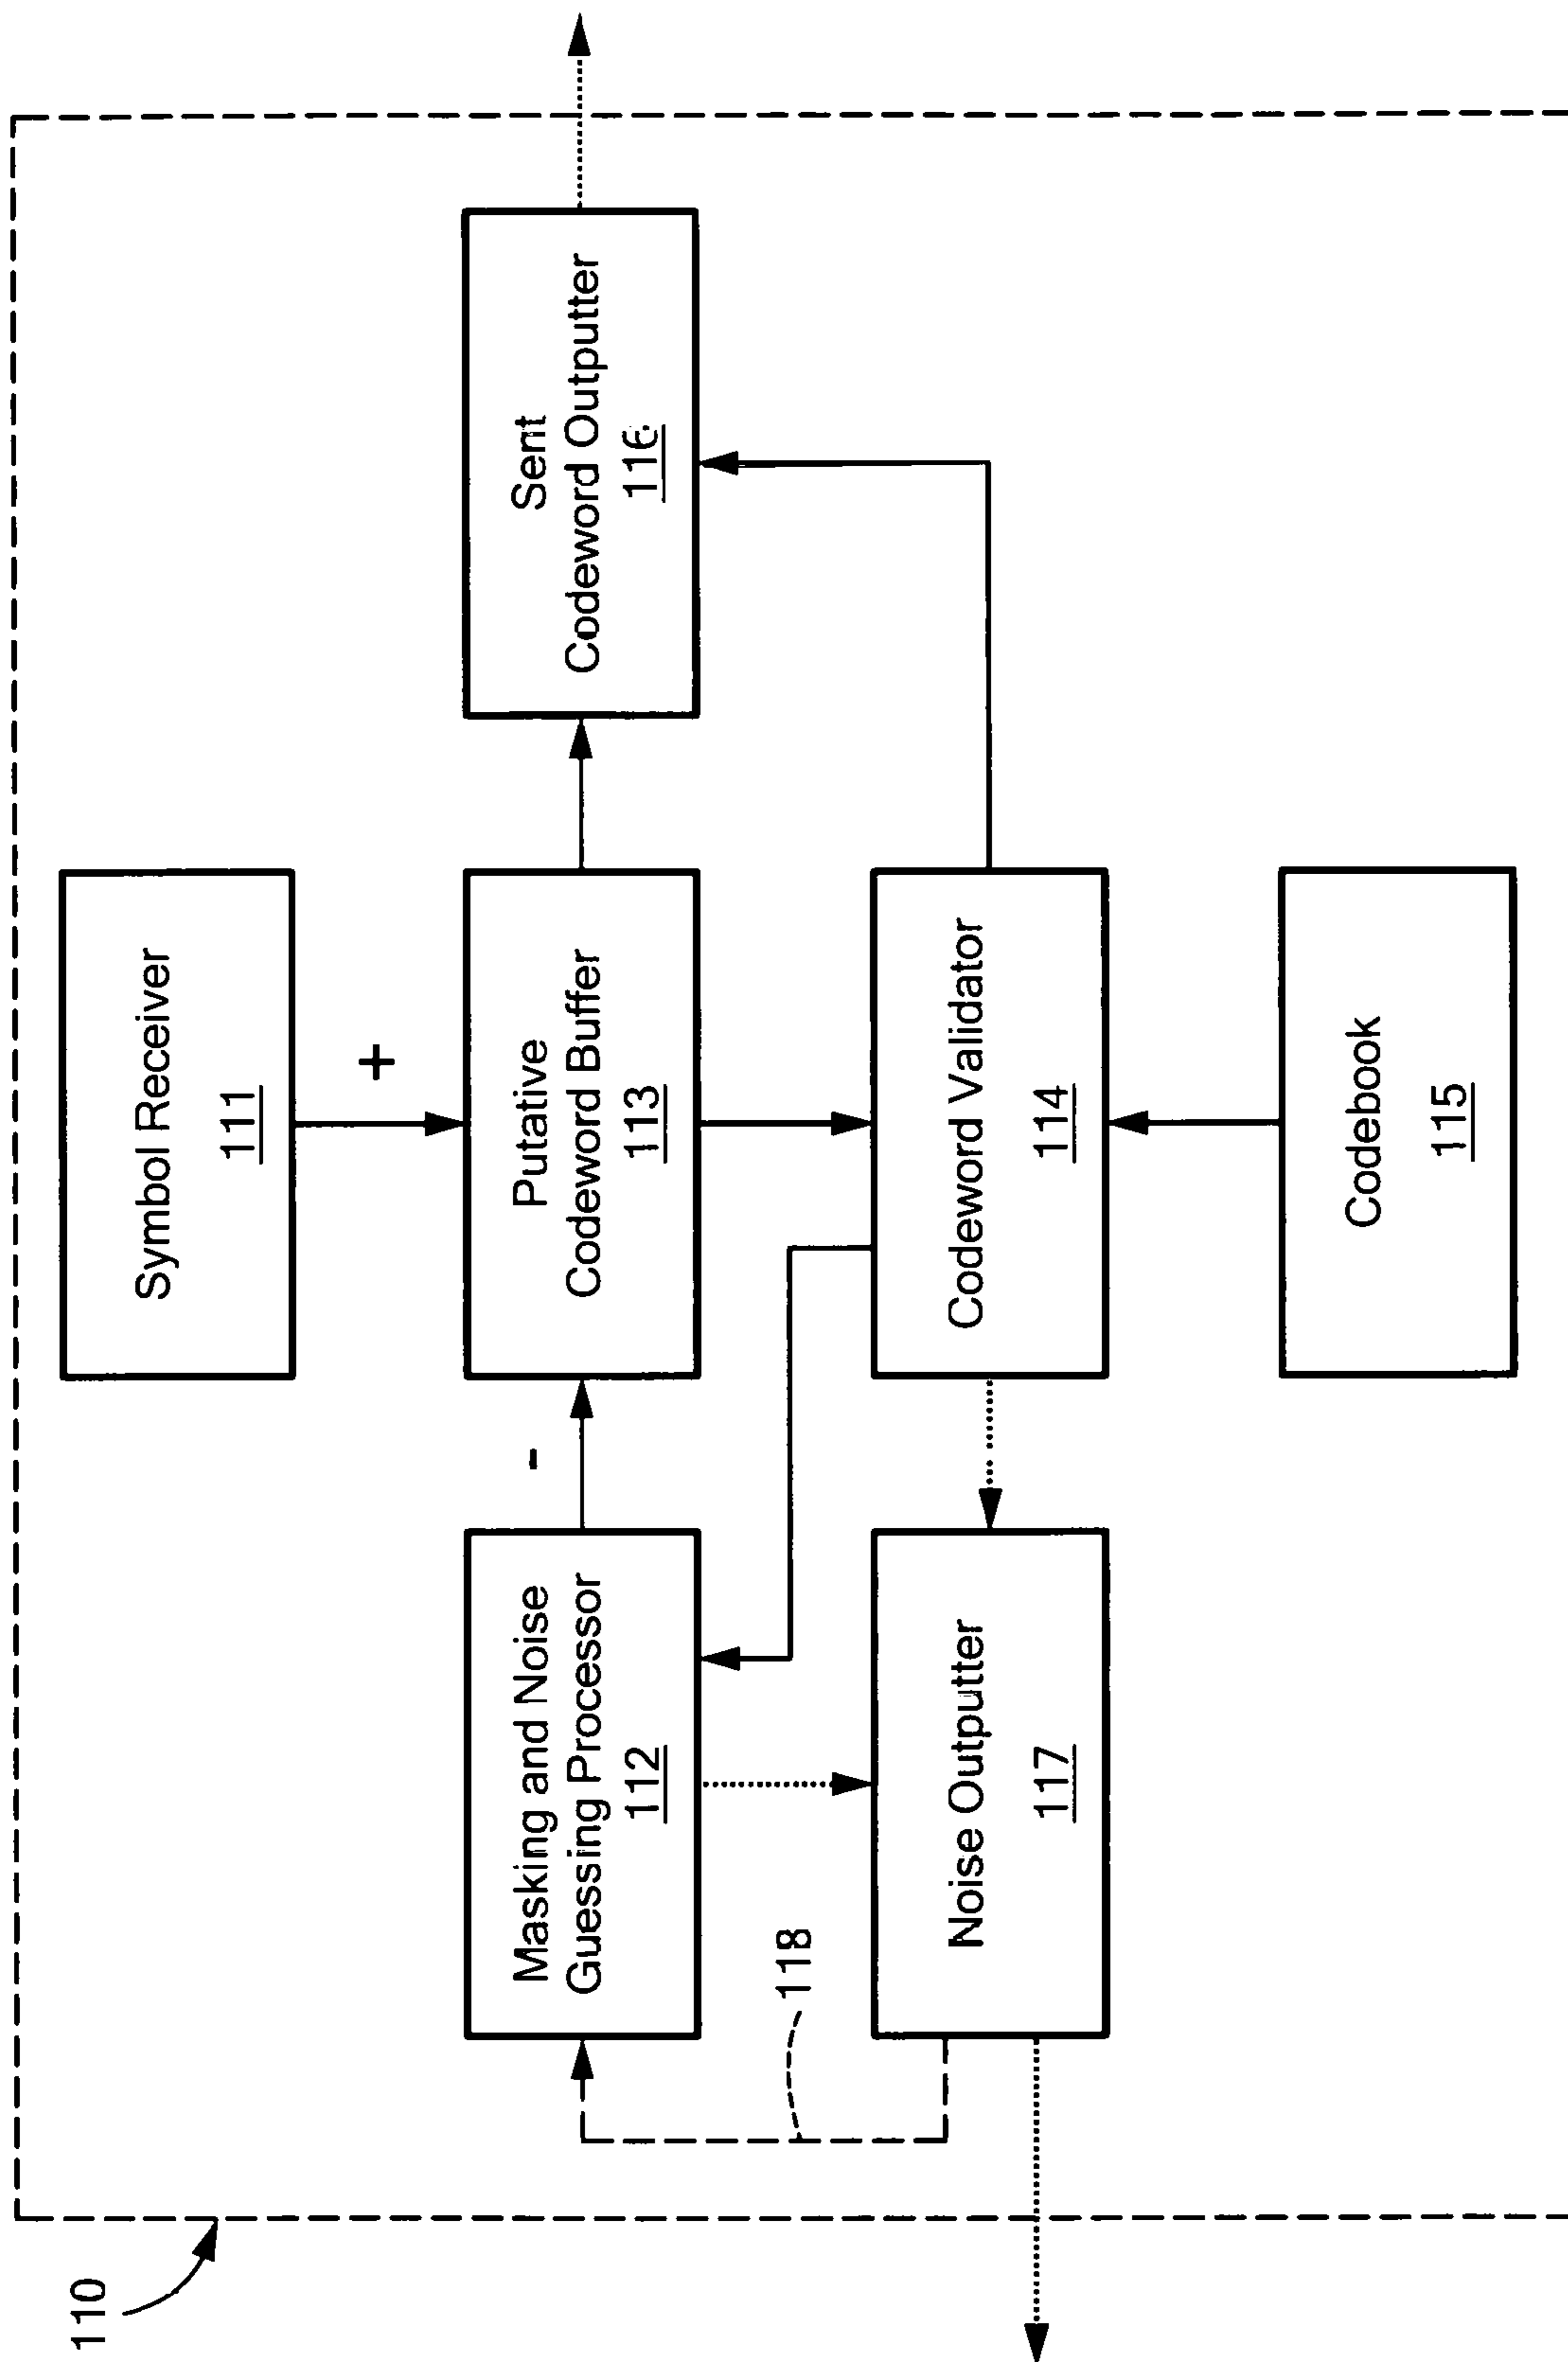 110
Symbol Receiver
111
+
Masking and Noise
Guessing Processor
112
-
Putative
Codeword Buffer
113
Sent
Codeword Outputter
116
118
Noise Outputter
117
Codeword Validator
114
Codebook
115